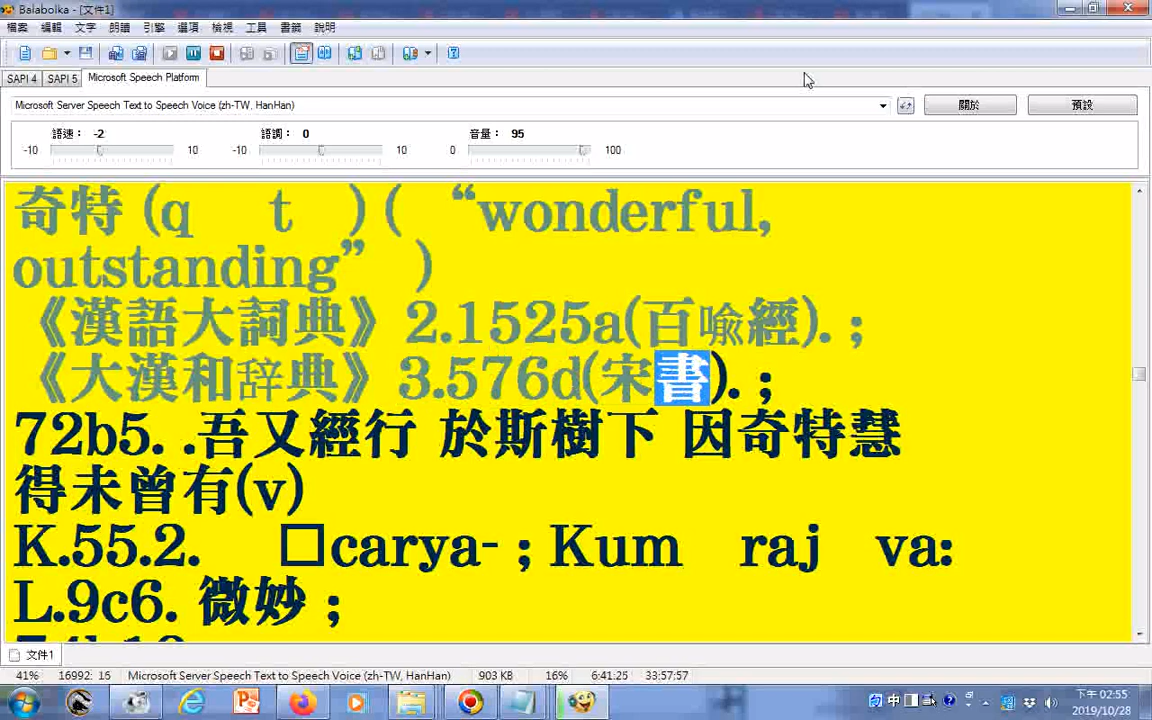 Balabolka - [文件1]
檔案 編輯 文字 朗讀 引擎 選項 檢視 工具 書籤 說明
SAPI 4 SAPI 5 Microsoft Speech Platform
Microsoft Server Speech Text to Speech Voice (zh-TW, HanHan) 關於 預設
語速： -2 語調： 0 音量： 95
-10 10 -10 10 0 100
奇特 (q t )( “wonderful,
outstanding” )
《漢語大詞典》 2.1525a(百喩經). ;
《大漢和辞典》 3.576d(宋書). ;
72b5. .吾又經行 於斯樹下 因奇特慧
得未曾有(v)
K.55.2. □carya- ; Kum raj va:
L.9c6. 微妙 ;
文件1
41% 16992: 15 Microsoft Server Speech Text to Speech Voice (zh-TW, HanHan) 903 KB 16% 6:41:25 33:57:57
中 下午 02:55
2019/10/28